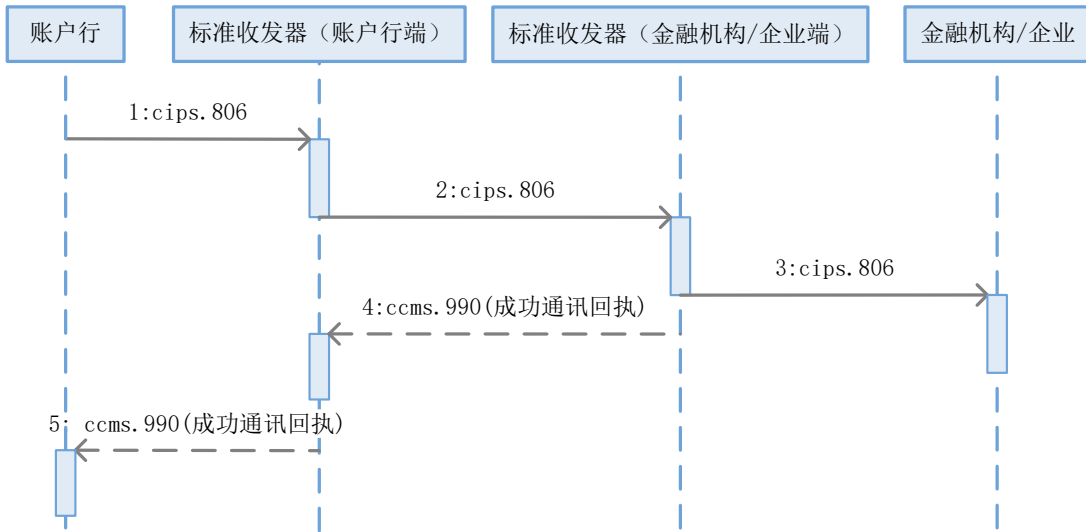 账户行
标准收发器（账户行端）
标准收发器（金融机构/企业端）
金融机构/企业
1:cips.806
2:cips.806
3:cips.806
4:ccms.990(成功通讯回执)
5: ccms.990(成功通讯回执)